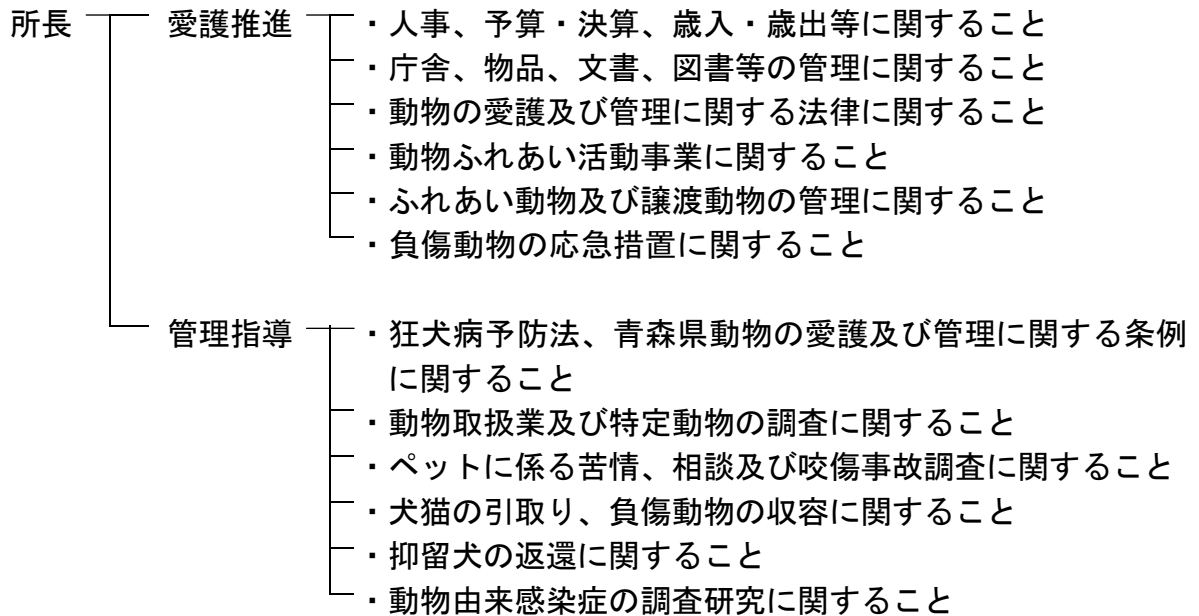 所長 愛護推進 ・人事、予算・決算、歳入・歳出等に関すること
・庁舎、物品、文書、図書等の管理に関すること
・動物の愛護及び管理に関する法律に関すること
・動物ふれあい活動事業に関すること
・ふれあい動物及び譲渡動物の管理に関すること
・負傷動物の応急措置に関すること
管理指導 ・狂犬病予防法、青森県動物の愛護及び管理に関する条例
に関すること
・動物取扱業及び特定動物の調査に関すること
・ペットに係る苦情、相談及び咬傷事故調査に関すること
・犬猫の引取り、負傷動物の収容に関すること
・抑留犬の返還に関すること
・動物由来感染症の調査研究に関すること